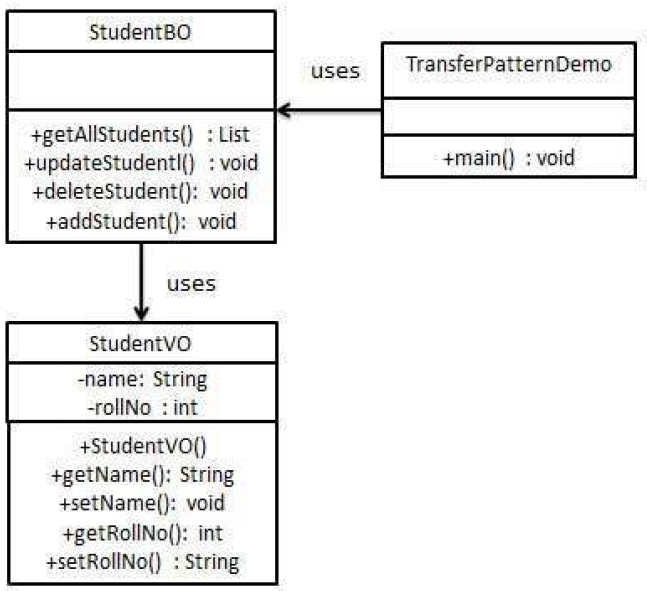 StudentBO
+getAllStudents() : List
+updateStudentl() : void
+deleteStudent(): void
+addStudent(): void
uses
TransferPatternDemo
+main() : void
uses
StudentVO
-name: String
-rollNo : int
+StudentVO()
+getName(): String
+setName(): void
+getRollNo(): int
+setRollNo() : String